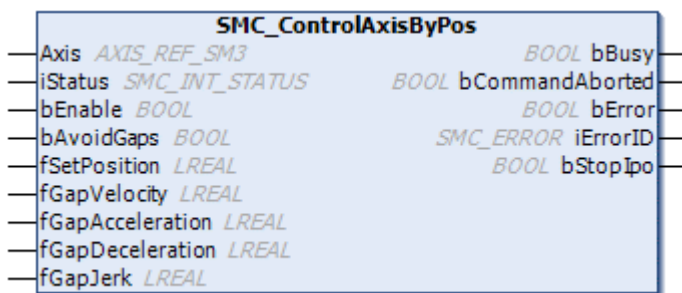 SMC_ControlAxisByPos
Axis AXIS_REF_SM3 BOOL bBusy
iStatus SMC_INT_STATUS BOOL bCommandAborted
bEnable BOOL BOOL bError
bAvoidGaps BOOL SMC_ERROR iErrorID
fSetPosition LREAL BOOL bStopIpo
fGapVelocity LREAL
fGapAcceleration LREAL
fGapDeceleration LREAL
fGapJerk LREAL